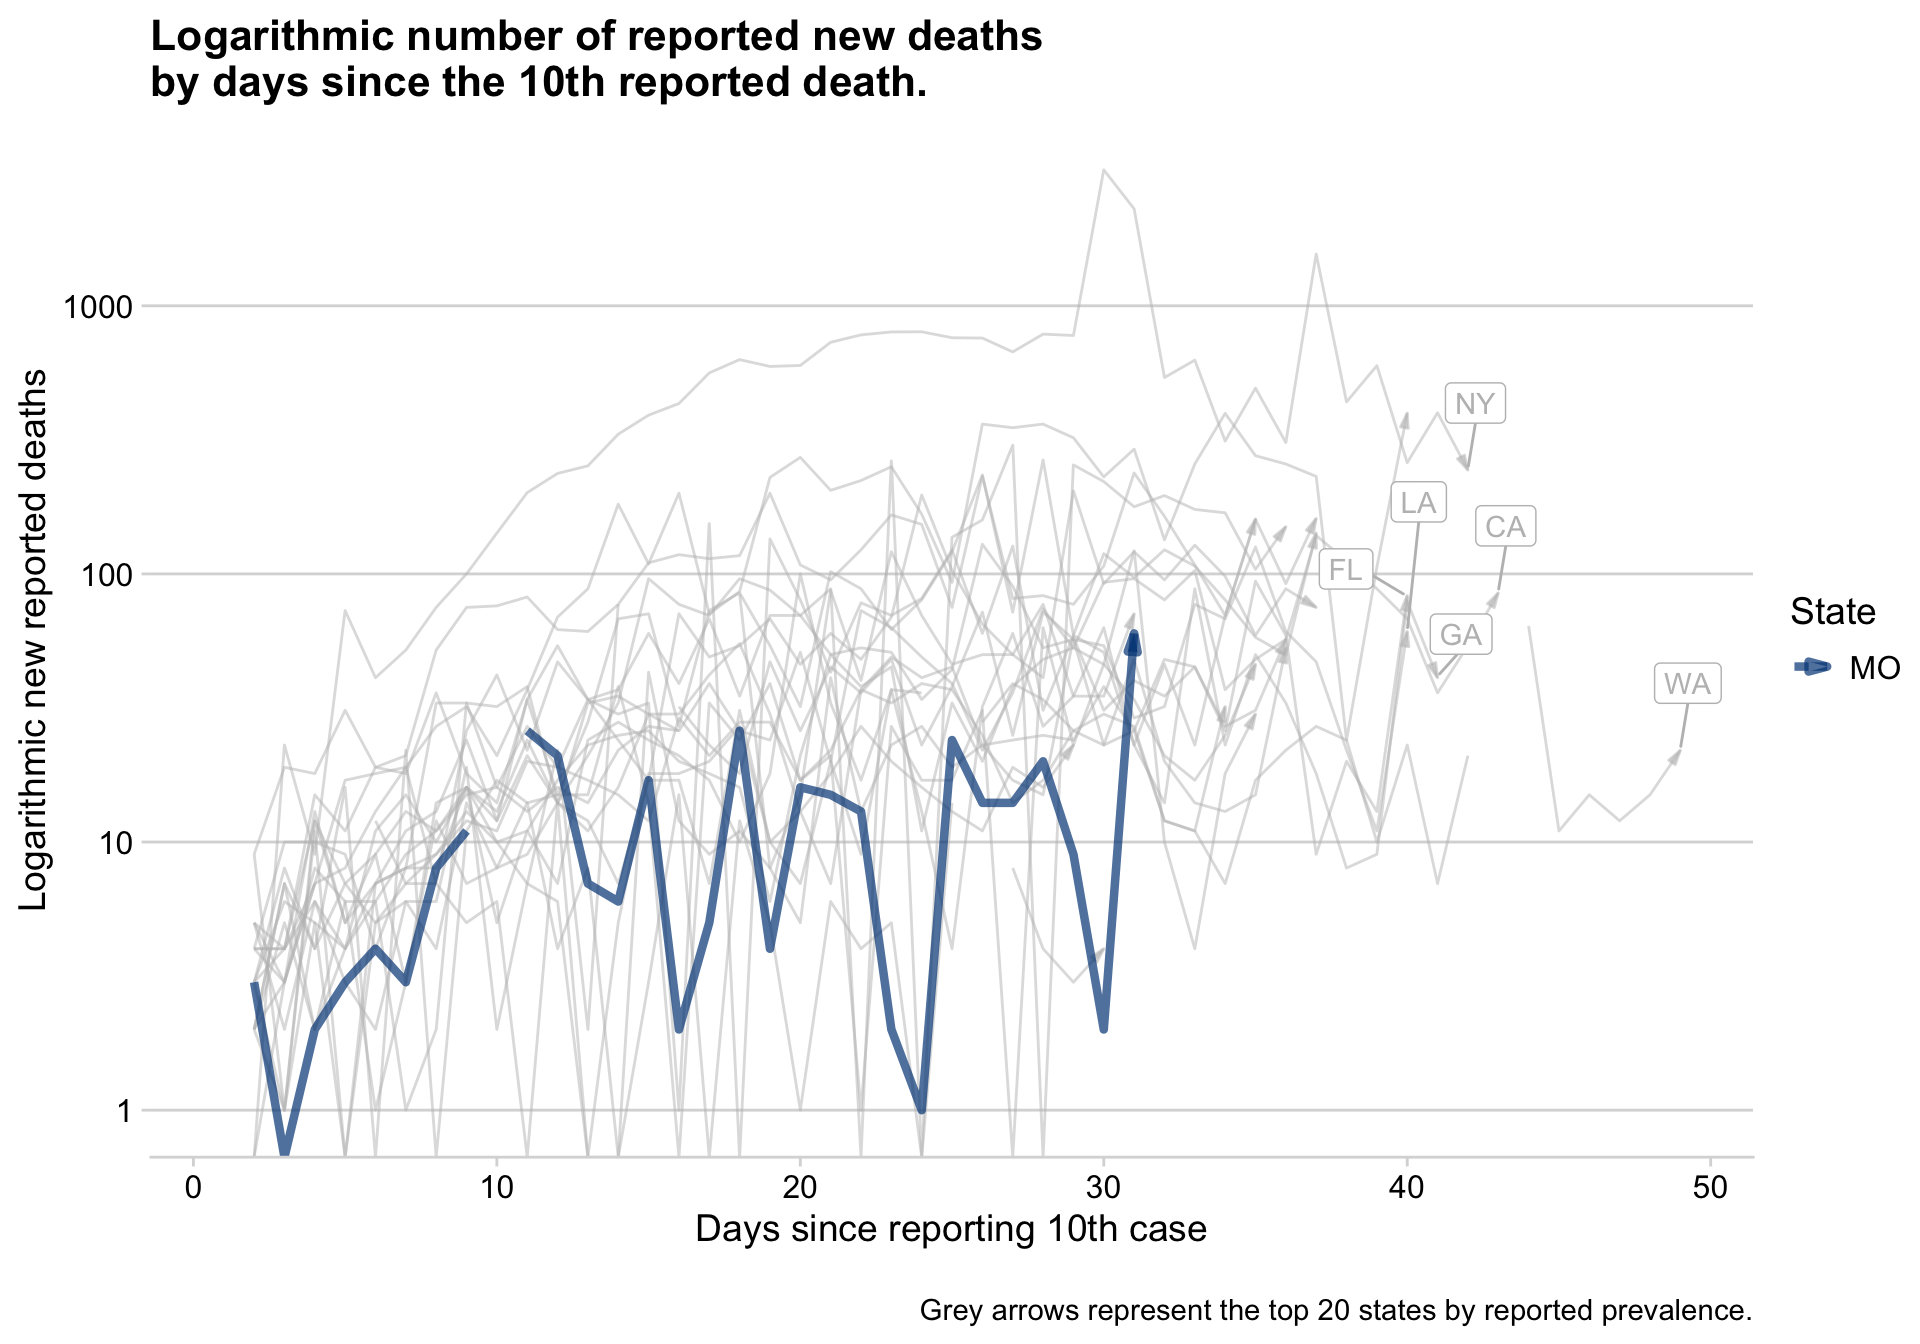 Logarithmic number of reported new deaths
by days since the 10th reported death.
Logarithmic new reported deaths
1000
100
10
1
NY
LA
CA
FL
GA
WA
State
MO
0 10 20 30 40 50
Days since reporting 10th case
Grey arrows represent the top 20 states by reported prevalence.